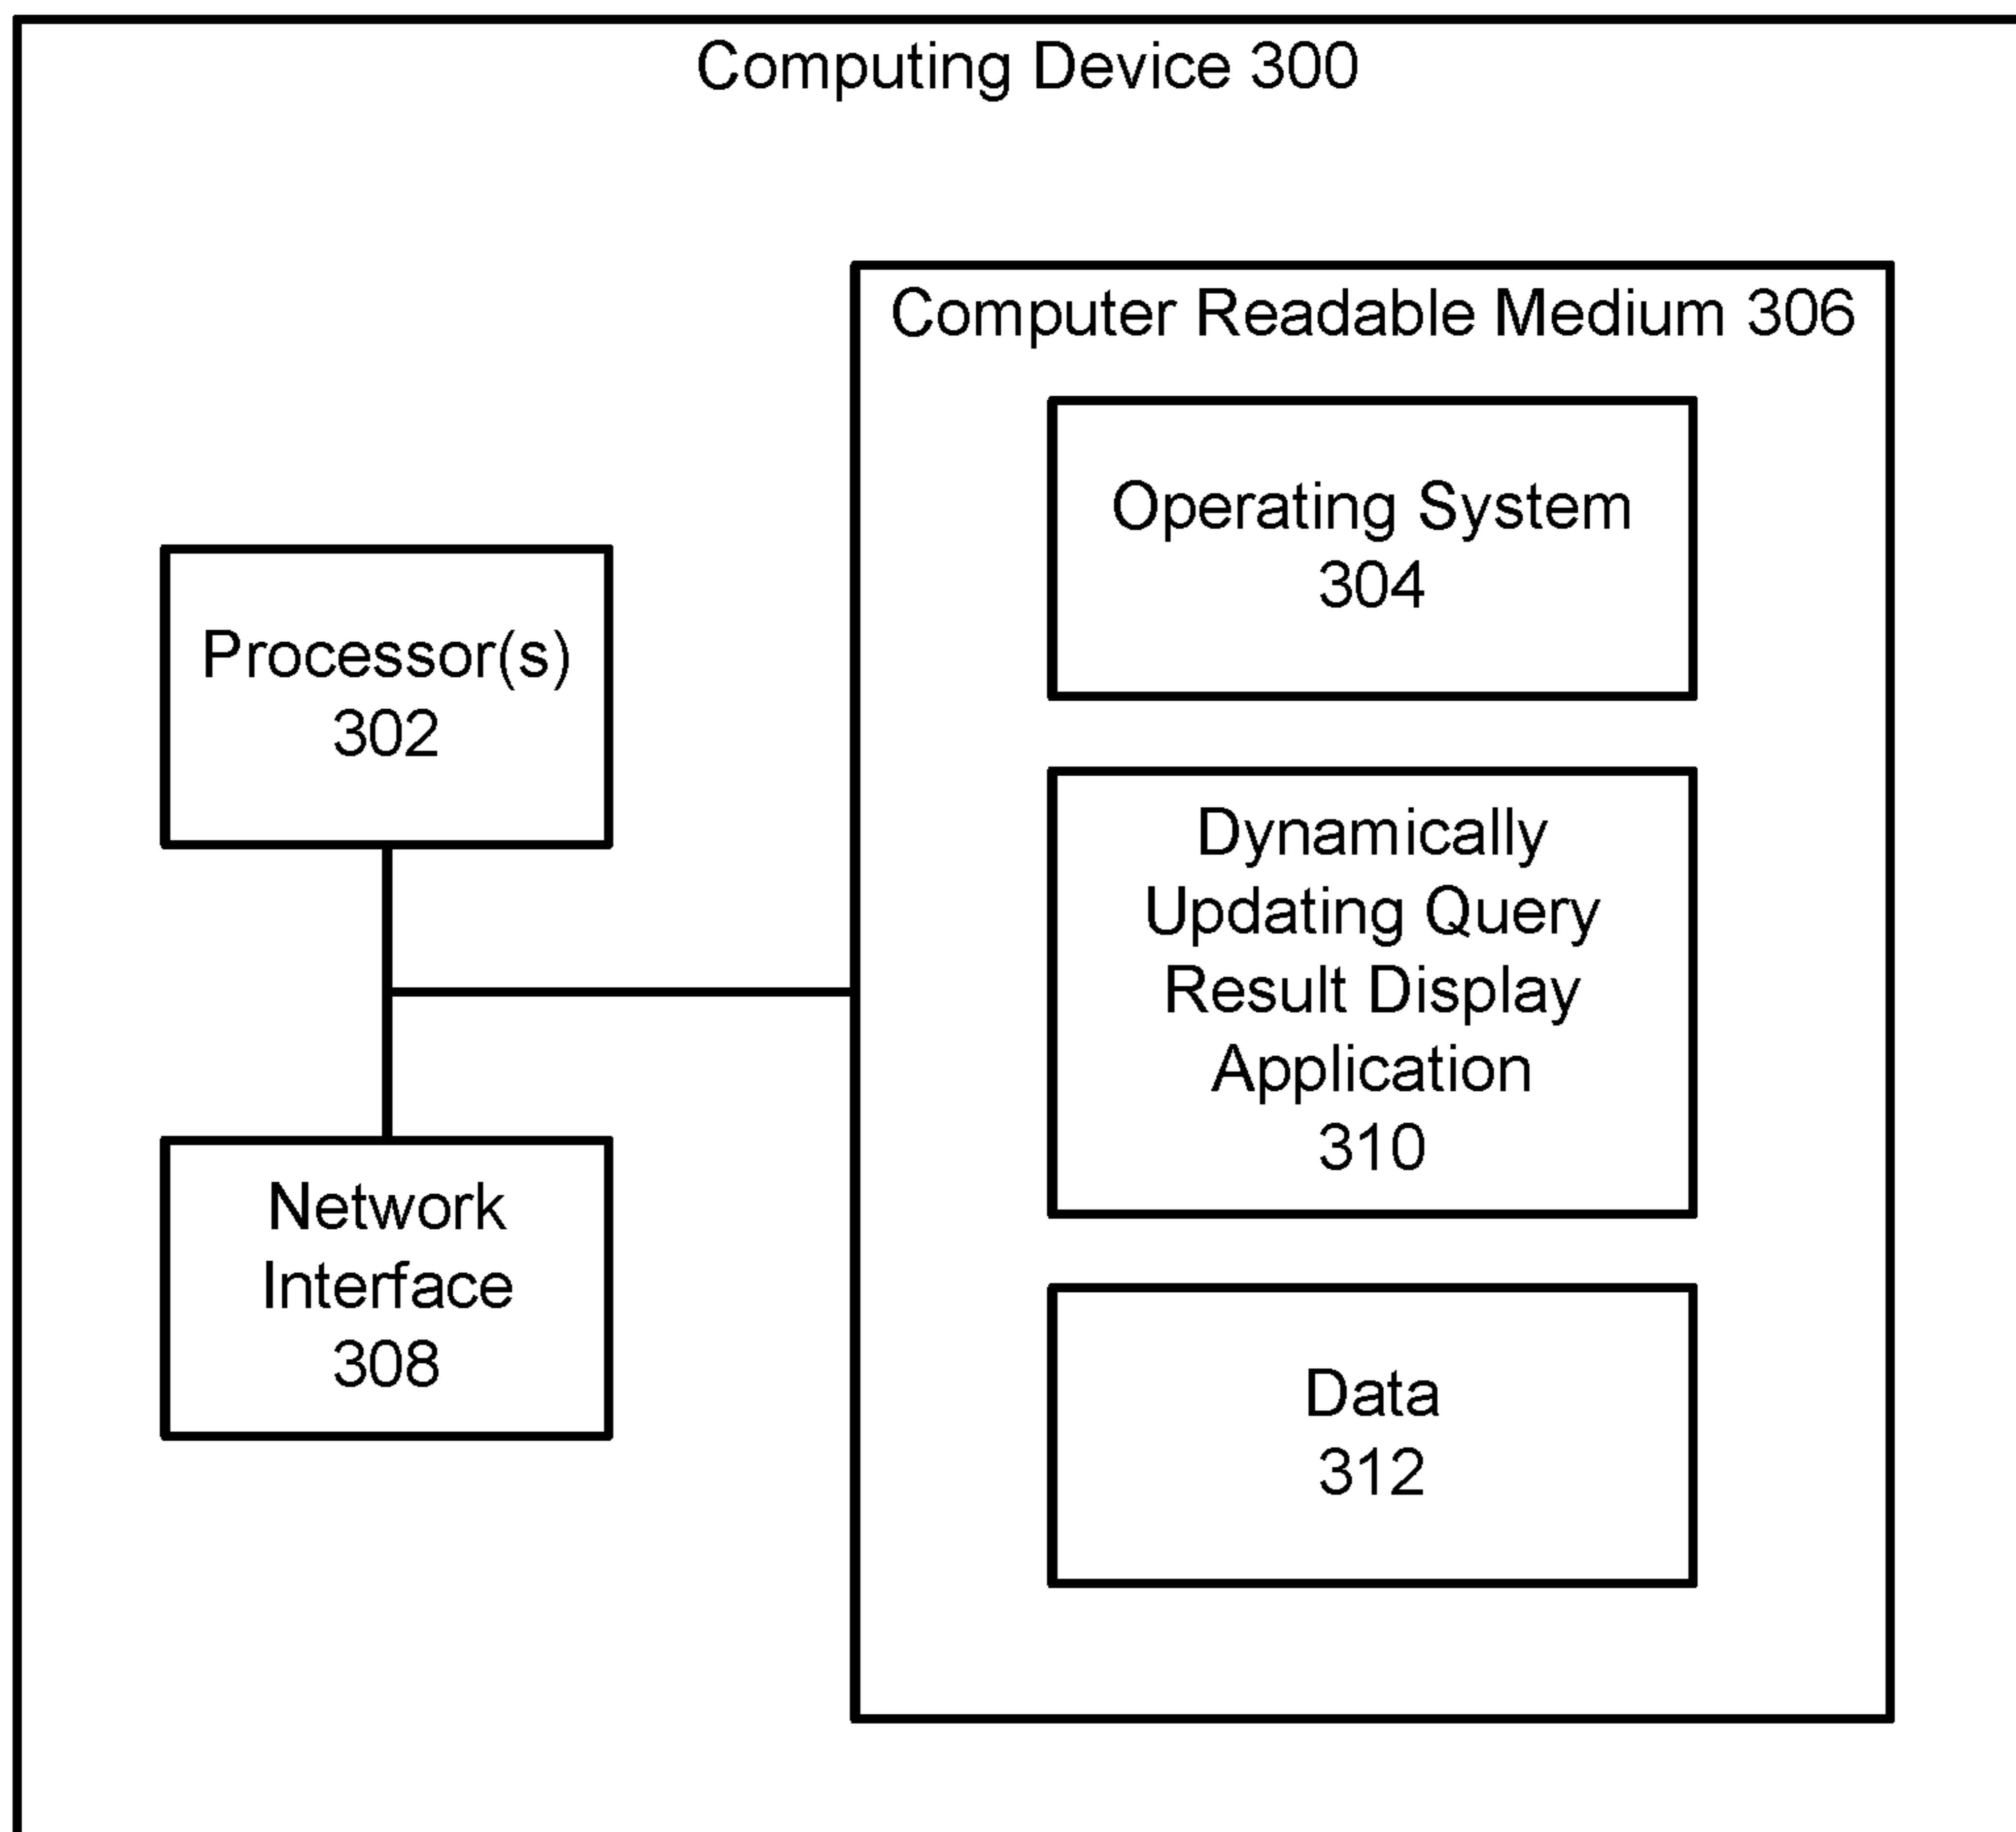 Computing Device 300
Computer Readable Medium 306
Operating System
304
Processor(s)
302
Dynamically
Updating Query
Result Display
Application
310
Network
Interface
308
Data
312